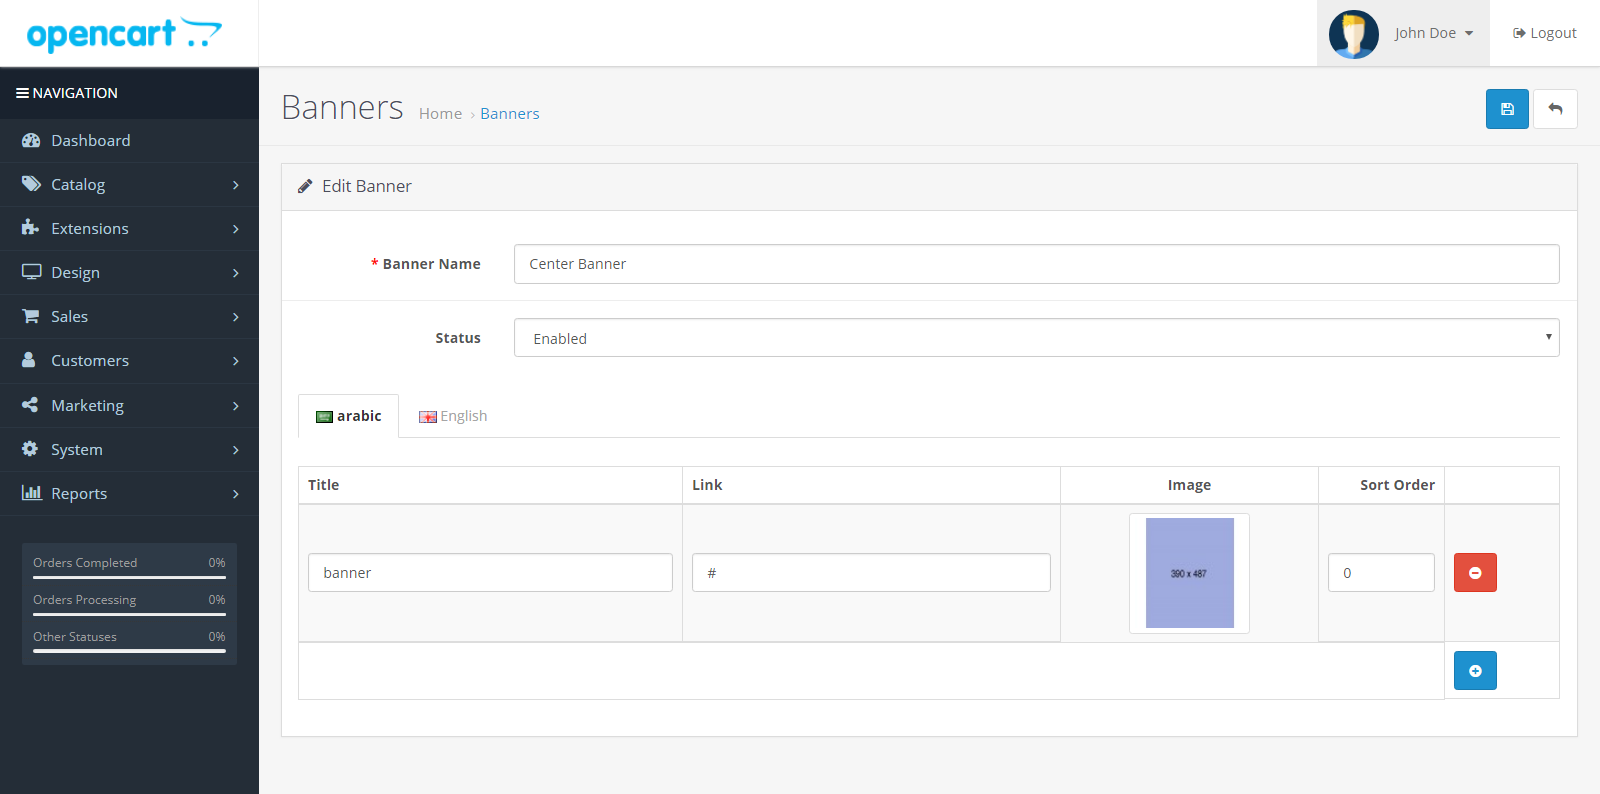 opencart
John Doe
Logout
NAVIGATION
Dashboard
Catalog
Extensions
Design
Sales
Customers
Marketing
System
Reports
Orders Completed 0%
Orders Processing 0%
Other Statuses 0%
Banners Home › Banners
Edit Banner
* Banner Name Center Banner
Status Enabled
arabic English
Title Link Image Sort Order
banner # 390 x 487 0